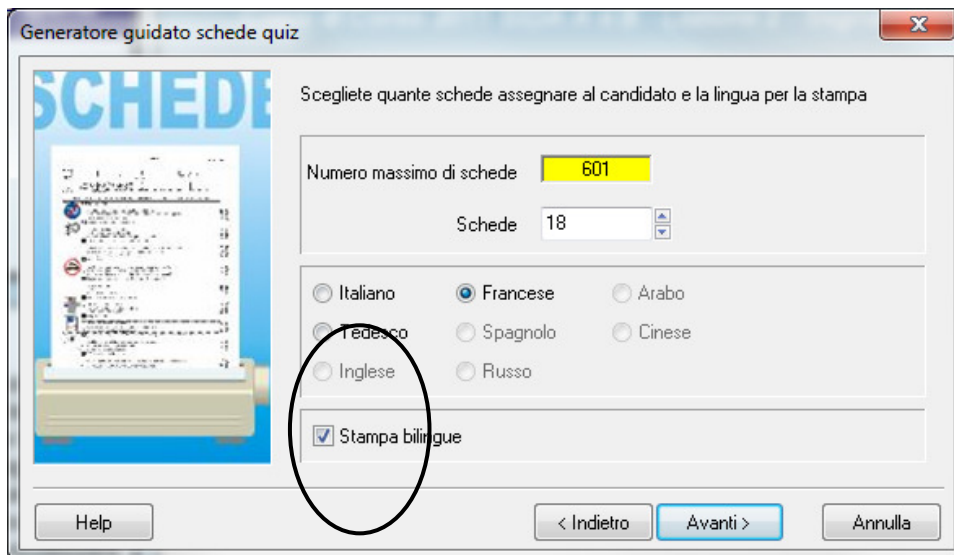 Generatore guidato schede quiz
SCHEDE
Scegliete quante schede assegnare al candidato e la lingua per la stampa
Numero massimo di schede 601
Schede 18
Italiano Francese Arabo
Tedesco Spagnolo Cinese
Inglese Russo
Stampa bilingue
Help < Indietro Avanti > Annulla